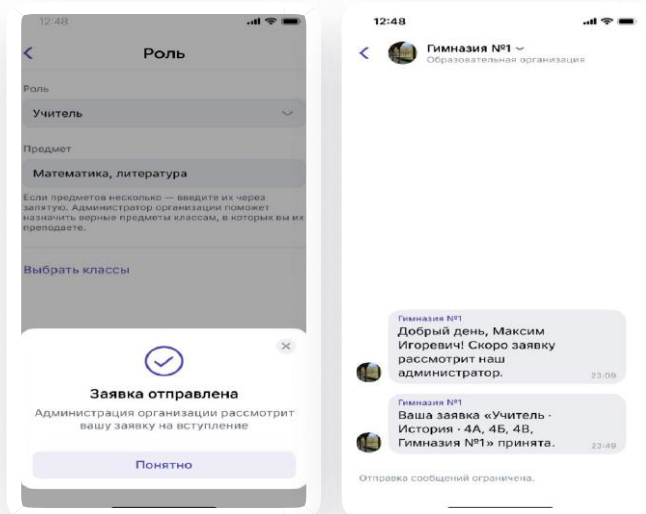 12:48
Роль
Роль
Учитель
Предмет
Математика, литература
Если предметов несколько — введите их через
запятую. Администратор организации поможет
назначить верные предметы классам, в которых вы их
преподаете.
Выбрать классы
Заявка отправлена
Администрация организации рассмотрит
вашу заявку на вступление
Понятно
12:48
Гимназия №1
Образовательная организация
Гимназия №1
Добрый день, Максим
Игоревич! Скоро заявку
рассмотрит наш
администратор.
23:09
Гимназия №1
Ваша заявка «Учитель ·
История · 4А, 4Б, 4В,
Гимназия №1» принята.
23:49
Отправка сообщений ограничена.